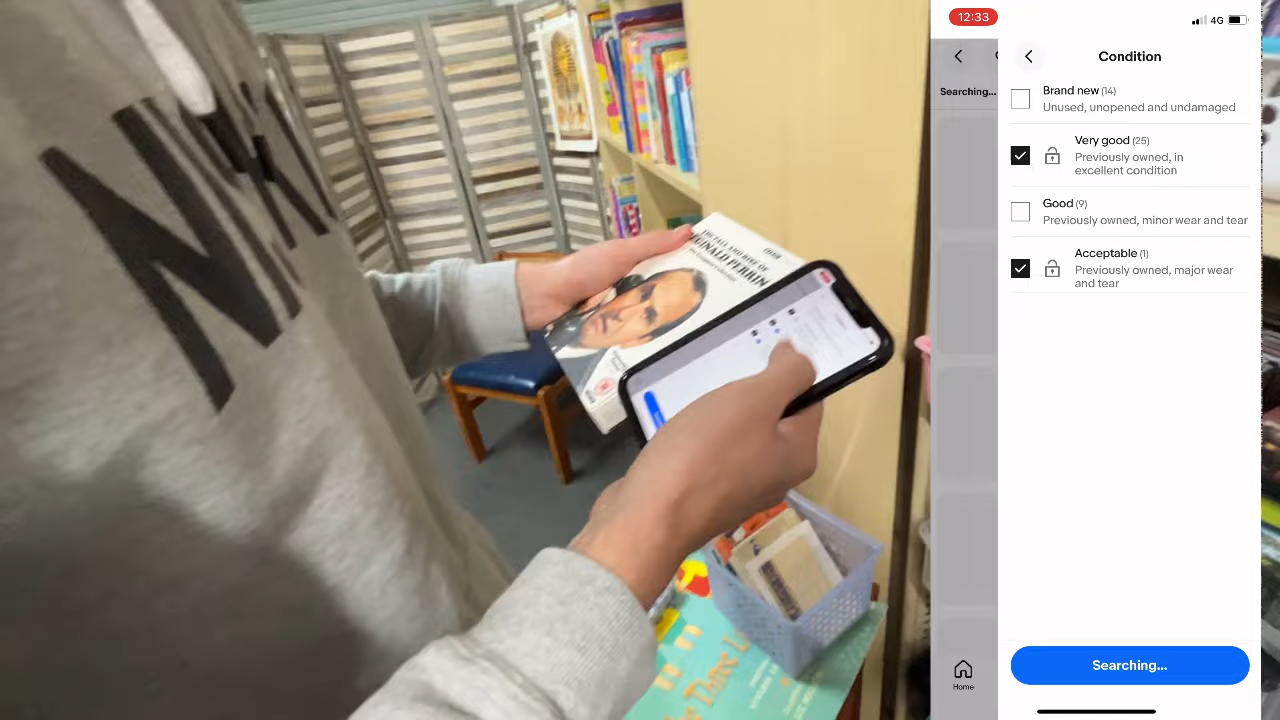 12:33
4G
Searching...
Condition
Brand new (14)
Unused, unopened and undamaged
Very good (25)
Previously owned, in
excellent condition
Good (9)
Previously owned, minor wear and tear
Acceptable (1)
Previously owned, major wear
and tear
Searching...
Home
THE FALL AND RISE OF
REGINALD PERRIN